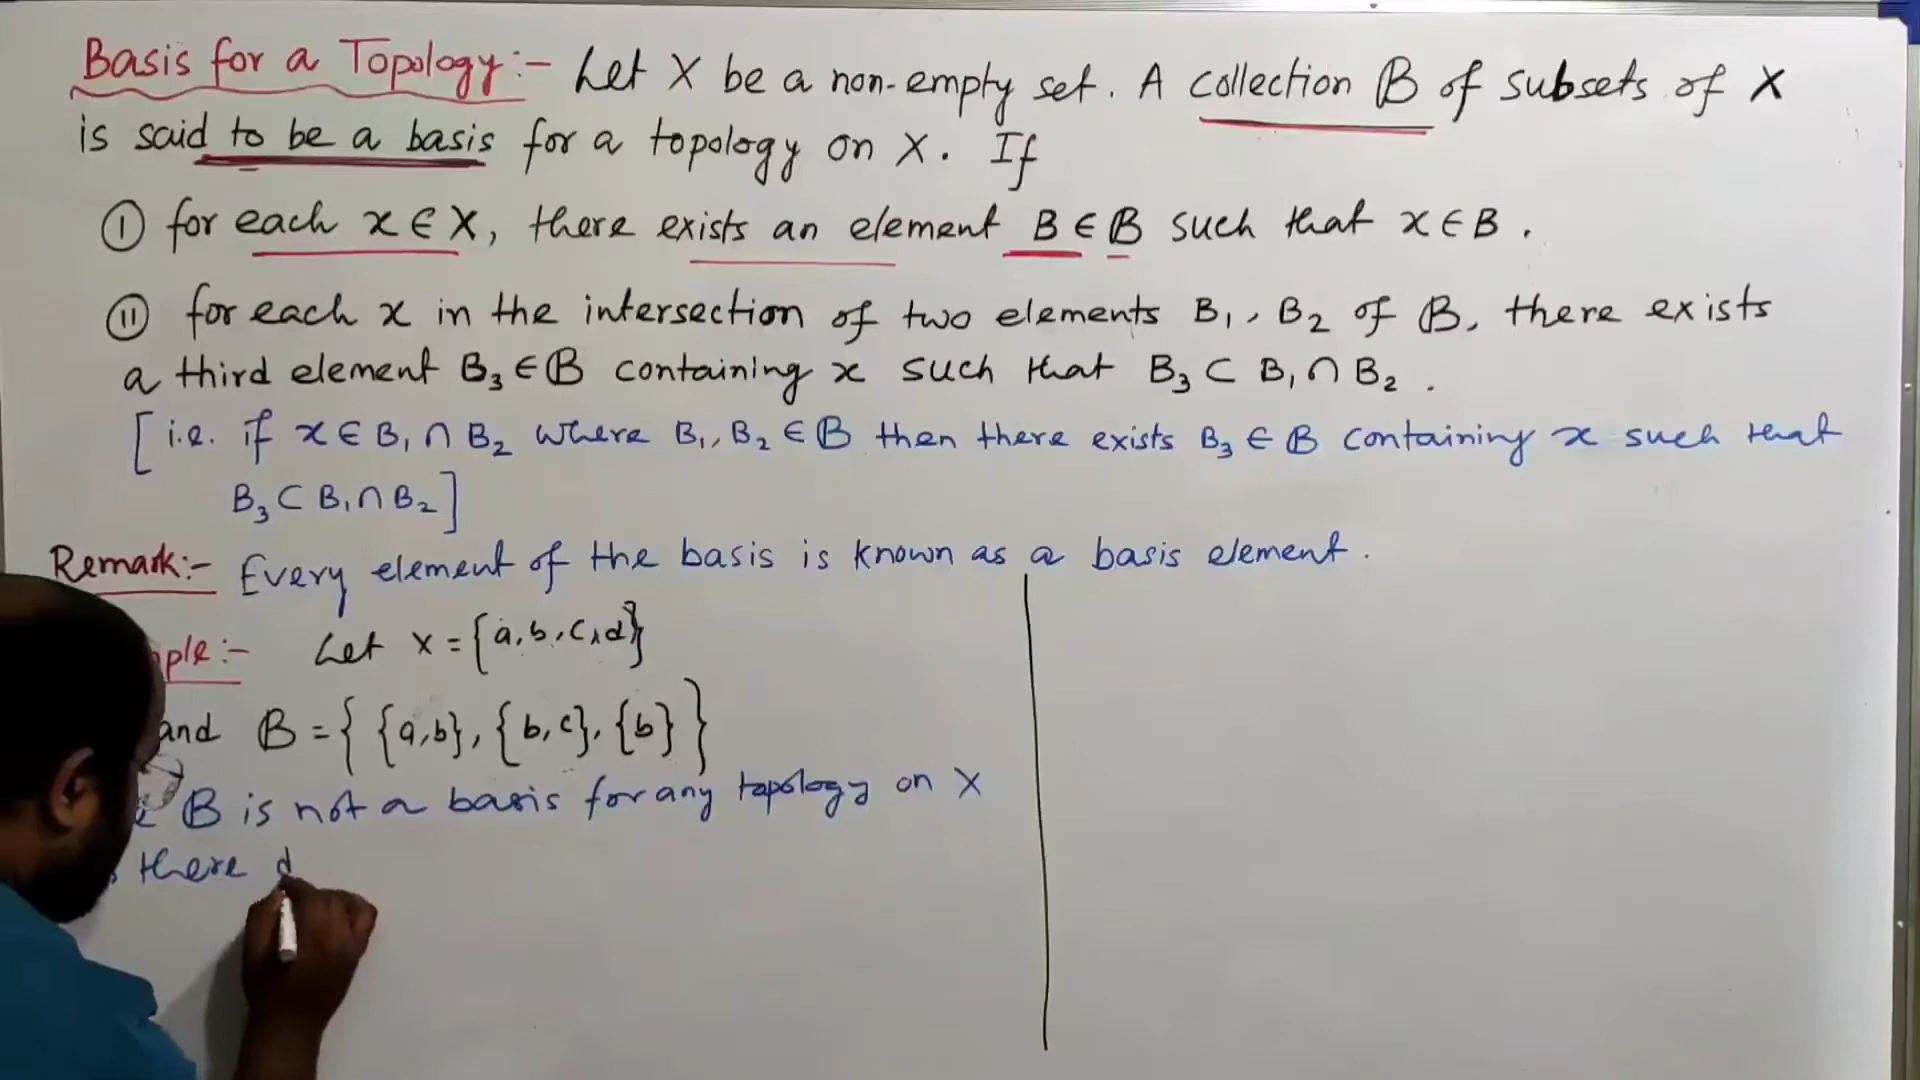 Basis for a Topology:- Let X be a non-empty set. A collection 𝔹 of subsets of X
is said to be a basis for a topology on X. If
Ⓘ for each x ∈ X, there exists an element B ∈ 𝔹 such that x ∈ B.
(II) for each x in the intersection of two elements B₁, B₂ of 𝔹, there exists
a third element B₃ ∈ 𝔹 containing x such that B₃ ⊂ B₁ ∩ B₂.
[i.e. if x ∈ B₁ ∩ B₂ where B₁, B₂ ∈ 𝔹 then there exists B₃ ∈ 𝔹 containing x such that
B₃ ⊂ B₁ ∩ B₂]
Remark:- Every element of the basis is known as a basis element.
ple:- Let X = {a, b, c, d}
and 𝔹 = { {a,b}, {b,c}, {b} }
𝔹 is not a basis for any topology on X
there d